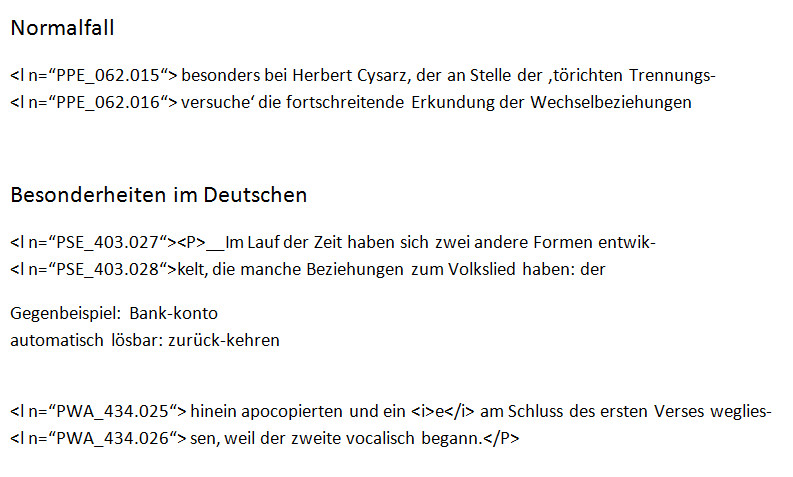 Normalfall
<l n=“PPE_062.015“> besonders bei Herbert Cysarz, der an Stelle der ‚törichten Trennungs-
<l n=“PPE_062.016“> versuche‘ die fortschreitende Erkundung der Wechselbeziehungen
Besonderheiten im Deutschen
<l n=“PSE_403.027“><P>__Im Lauf der Zeit haben sich zwei andere Formen entwik-
<l n=“PSE_403.028“>kelt, die manche Beziehungen zum Volkslied haben: der
Gegenbeispiel: Bank-konto
automatisch lösbar: zurück-kehren
<l n=“PWA_434.025“> hinein apocopierten und ein <i>e</i> am Schluss des ersten Verses weglies-
<l n=“PWA_434.026“> sen, weil der zweite vocalisch begann.</P>